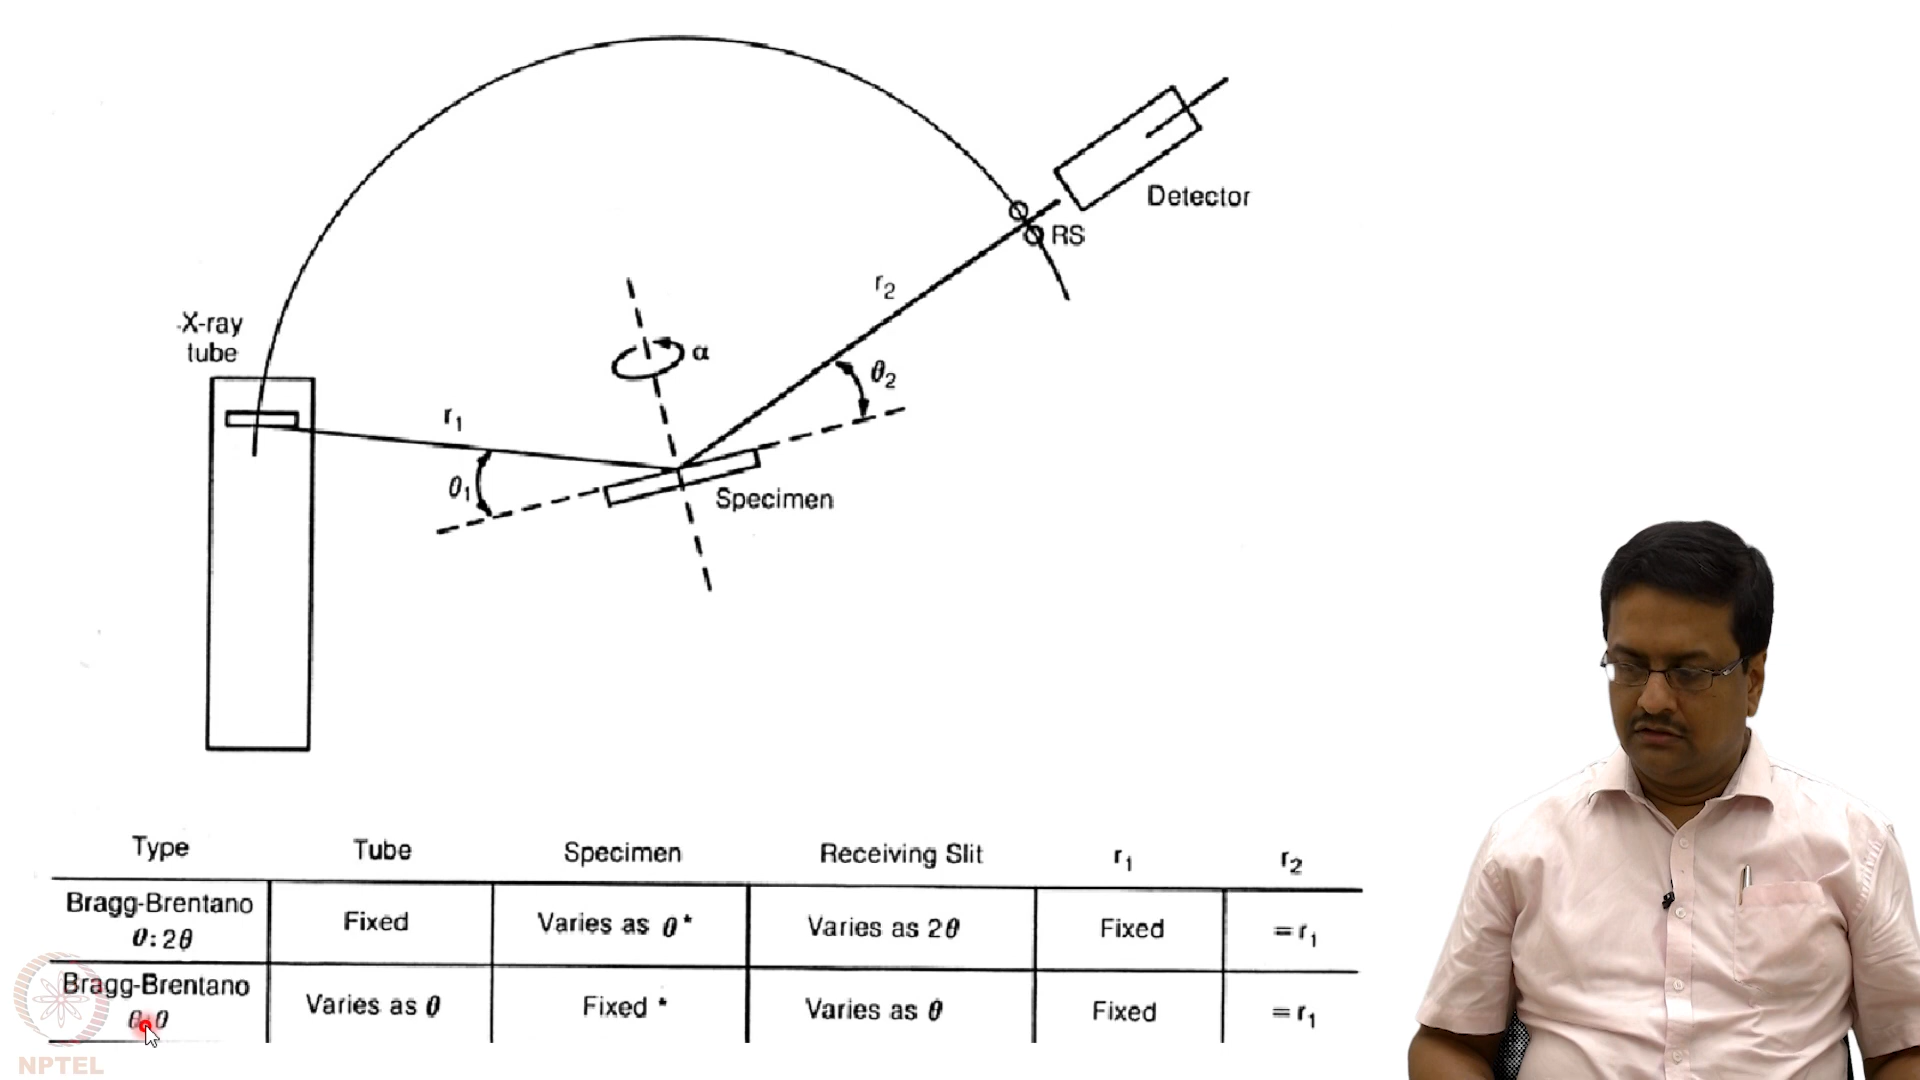 X-ray
tube
r₁
θ₁
α
Specimen
r₂
θ₂
RS
Detector
Type Tube Specimen Receiving Slit r₁ r₂
Bragg-Brentano
θ:2θ Fixed Varies as θ* Varies as 2θ Fixed =r₁
Bragg-Brentano
θ:θ Varies as θ Fixed * Varies as θ Fixed =r₁
NPTEL